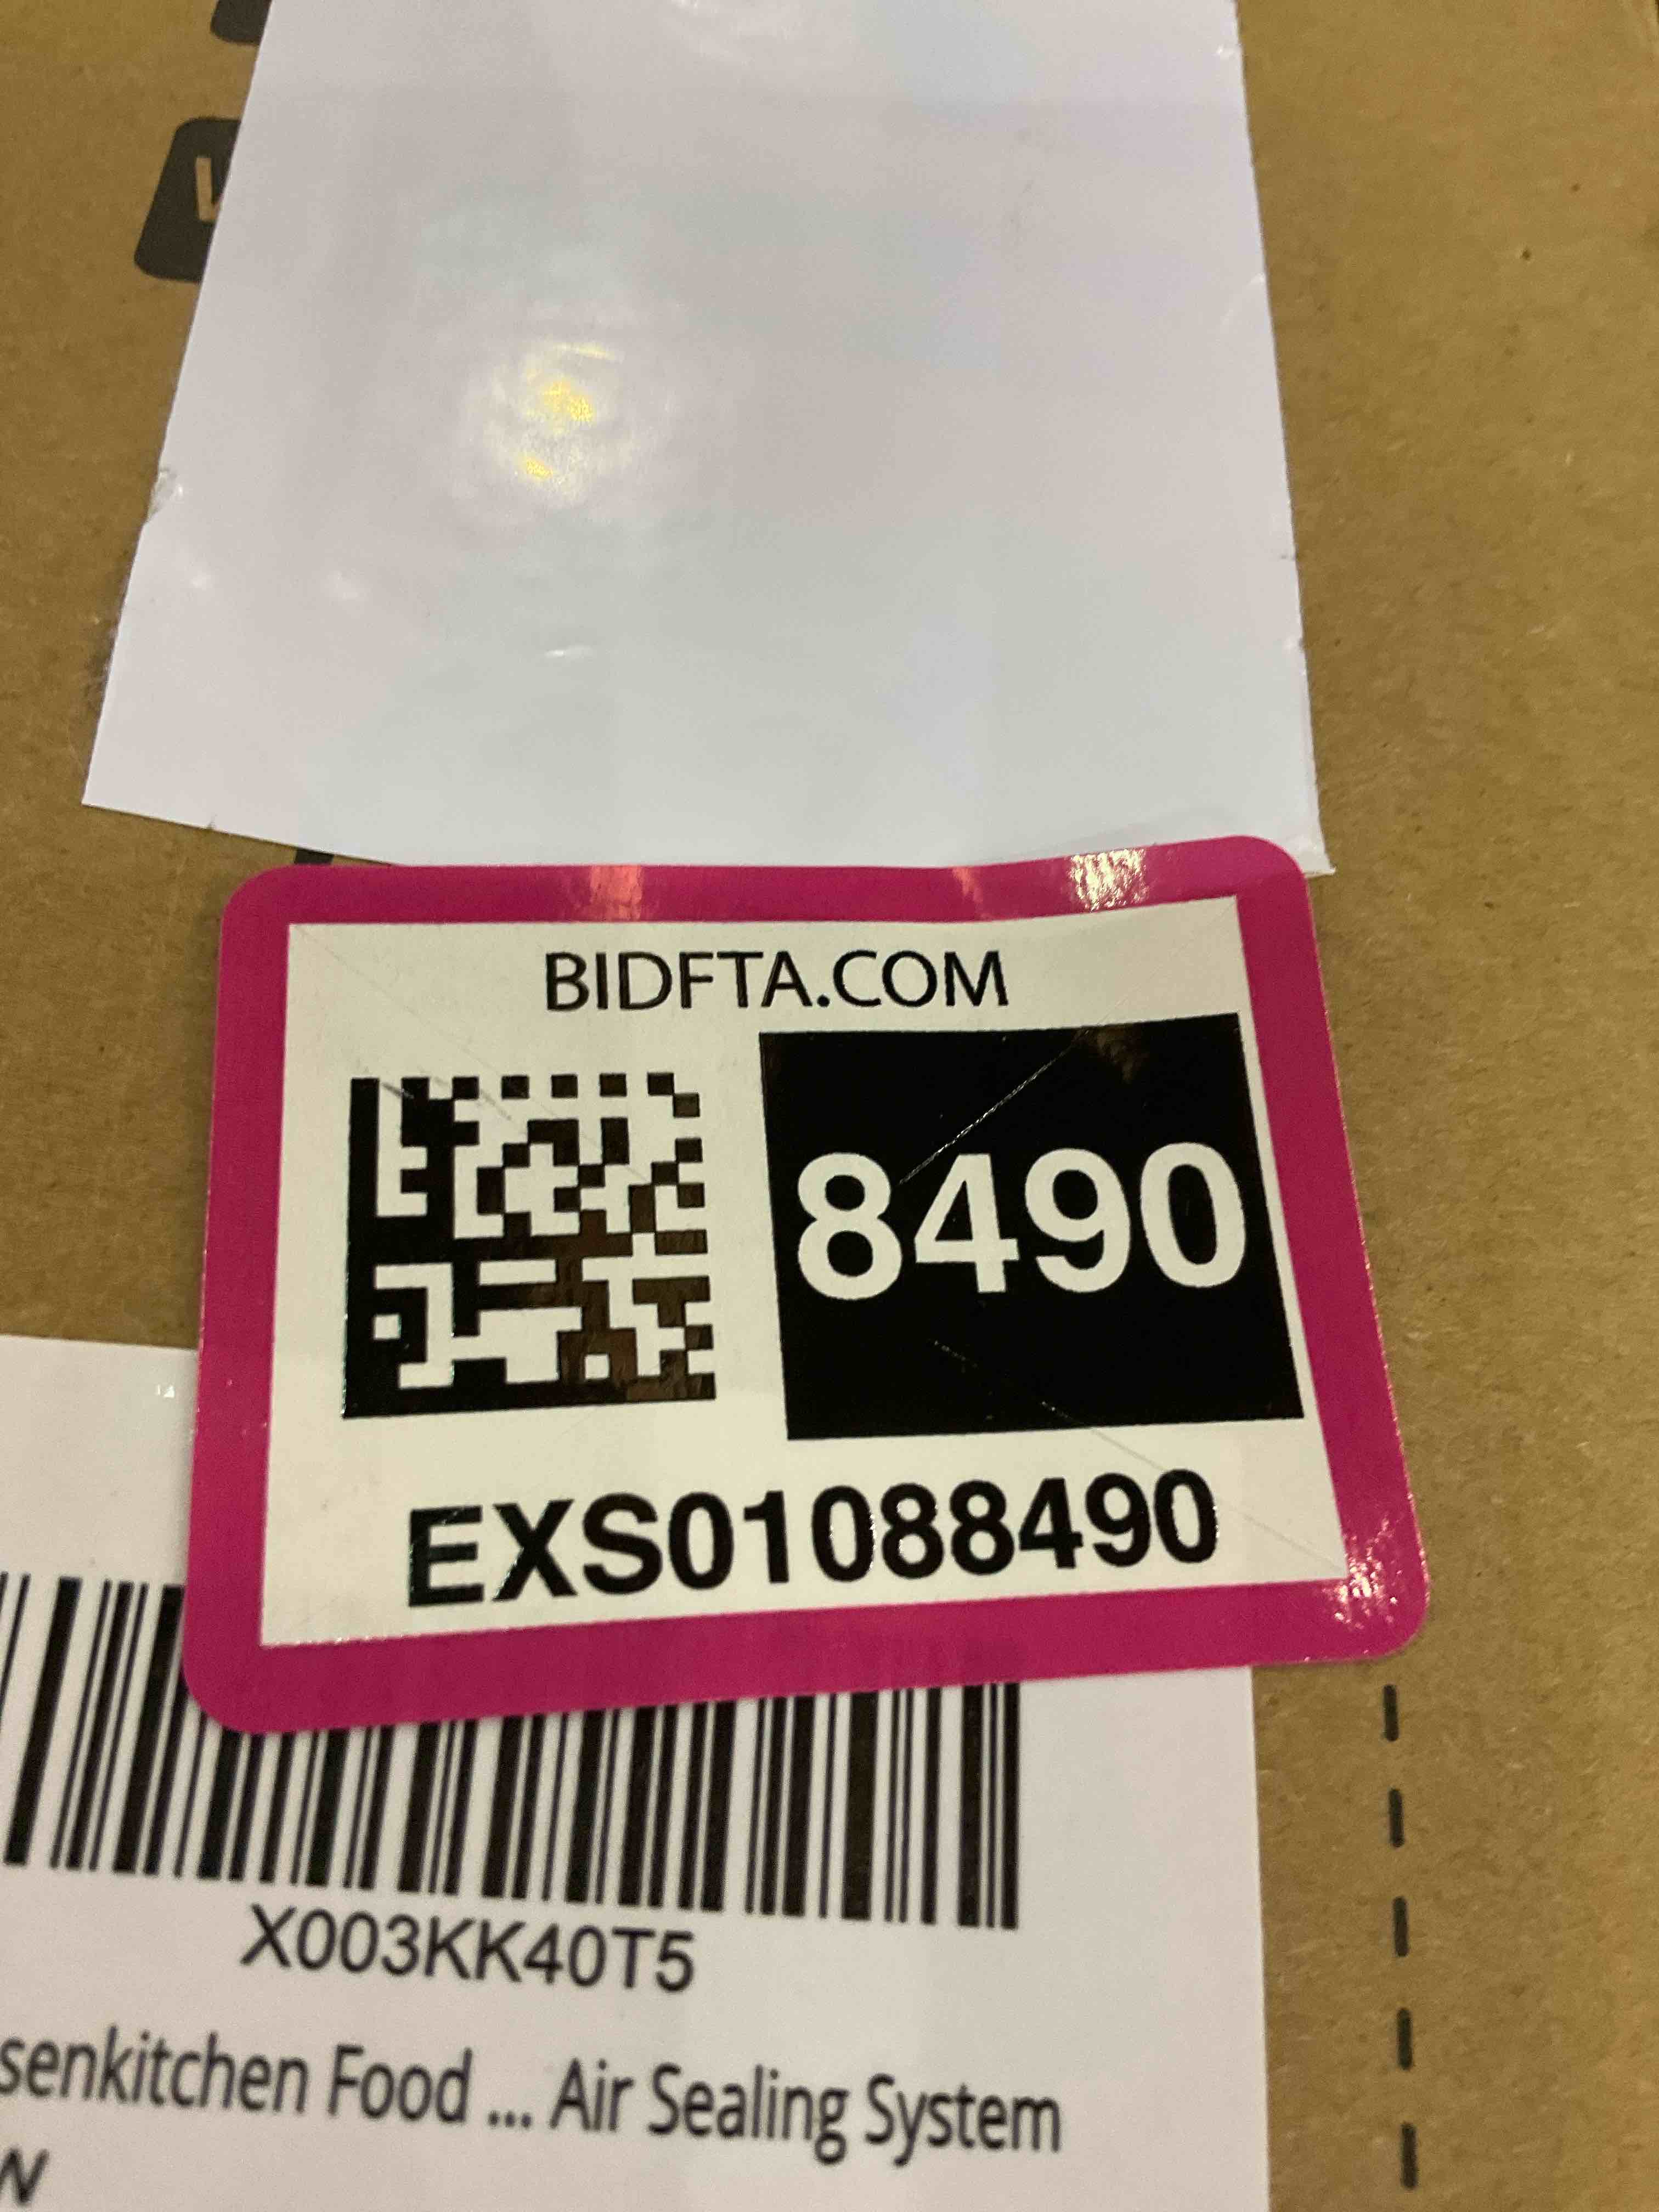 BIDFTA.COM
8490
EXS01088490
X003KK40T5
senkitchen Food ... Air Sealing System